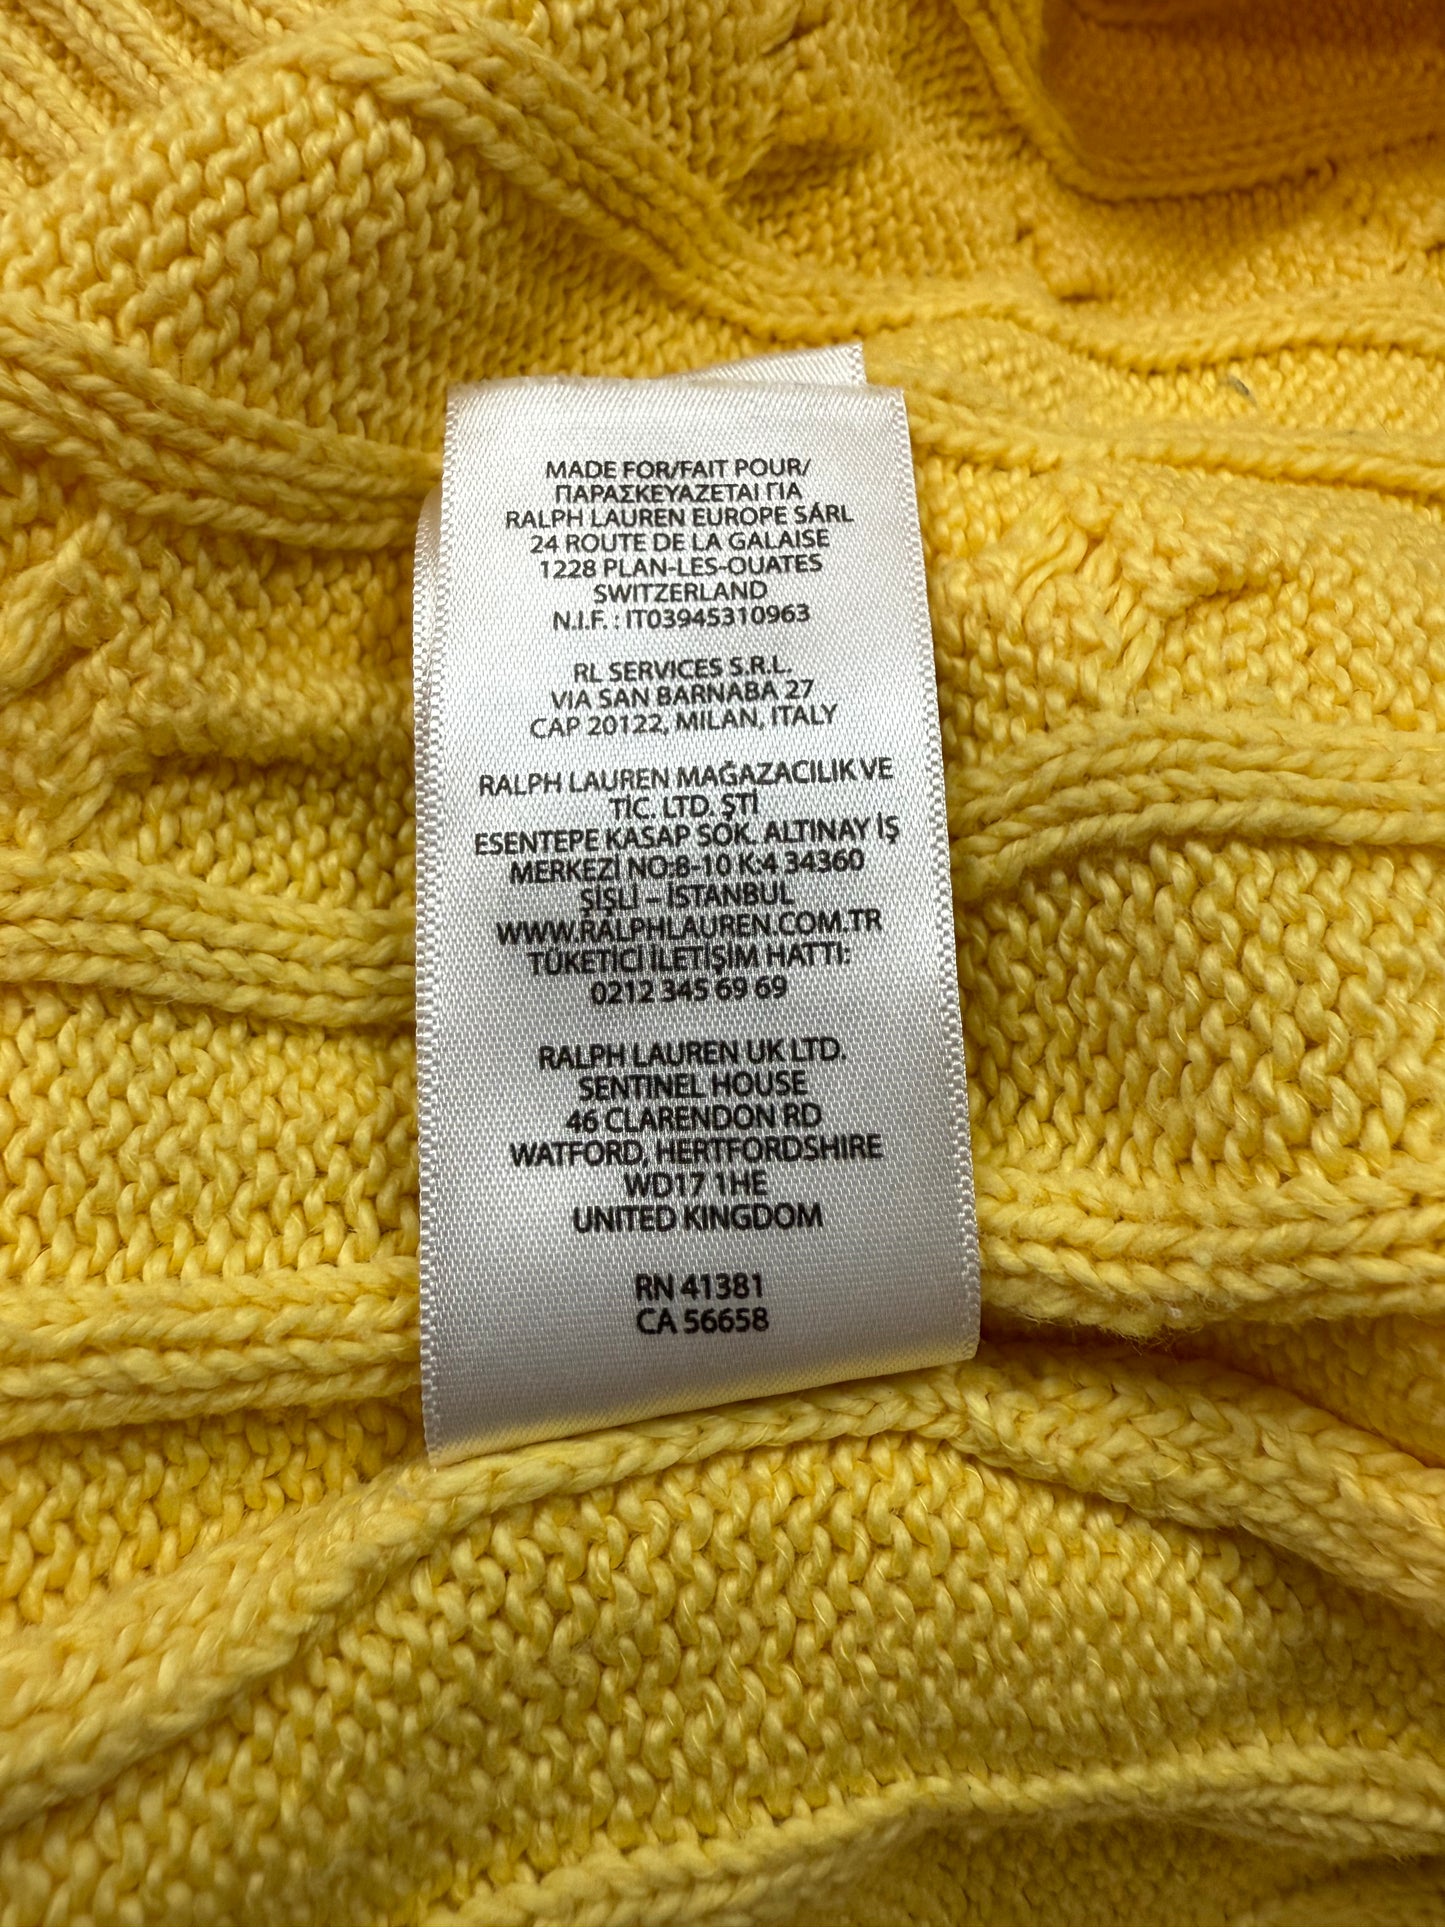 MADE FOR/FAIT POUR/
ΠΑΡΑΣΚΕΥΑΖΕΤΑΙ ΓΙΑ
RALPH LAUREN EUROPE SÁRL
24 ROUTE DE LA GALAISE
1228 PLAN-LES-OUATES
SWITZERLAND
N.I.F. : IT03945310963
RL SERVICES S.R.L.
VIA SAN BARNABA 27
CAP 20122, MILAN, ITALY
RALPH LAUREN MAĞAZACILIK VE
TİC. LTD. ŞTİ
ESENTEPE KASAP SOK. ALTINAY İŞ
MERKEZİ NO:8-10 K:4 34360
ŞİŞLİ – İSTANBUL
WWW.RALPHLAUREN.COM.TR
TÜKETİCİ İLETİŞİM HATTI:
0212 345 69 69
RALPH LAUREN UK LTD.
SENTINEL HOUSE
46 CLARENDON RD
WATFORD, HERTFORDSHIRE
WD17 1HE
UNITED KINGDOM
RN 41381
CA 56658